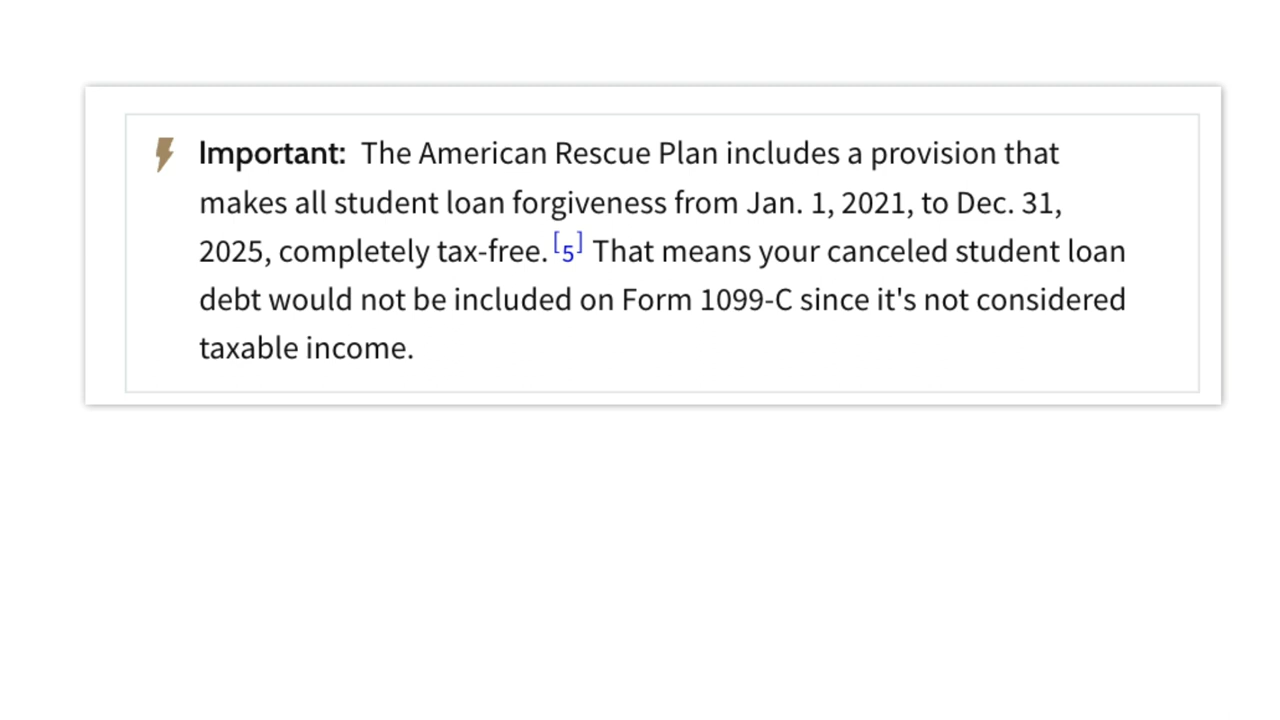 Important: The American Rescue Plan includes a provision that
makes all student loan forgiveness from Jan. 1, 2021, to Dec. 31,
2025, completely tax-free.[5] That means your canceled student loan
debt would not be included on Form 1099-C since it's not considered
taxable income.